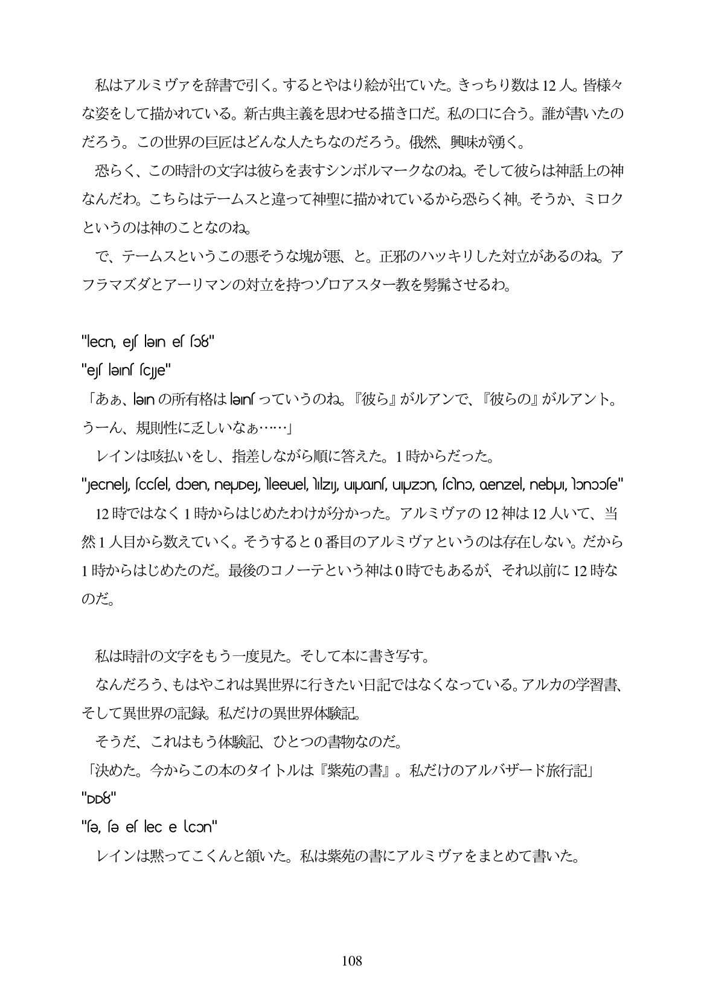 私はアルミヴァを辞書で引く。するとやはり絵が出ていた。きっちり数は 12 人。皆様々
な姿をして描かれている。新古典主義を思わせる描き口だ。私の口に合う。誰が書いたの
だろう。この世界の巨匠はどんな人たちなのだろう。俄然、興味が湧く。
恐らく、この時計の文字は彼らを表すシンボルマークなのね。そして彼らは神話上の神
なんだわ。こちらはテームスと違って神聖に描かれているから恐らく神。そうか、ミロク
というのは神のことなのね。
で、テームスというこの悪そうな塊が悪、と。正邪のハッキリした対立があるのね。ア
フラマズダとアーリマンの対立を持つゾロアスター教を髣髴させるわ。
「あぁ、の所有格はっていうのね。『彼ら』がルアンで、『彼らの』がルアント。
うーん、規則性に乏しいなぁ……」
レインは咳払いをし、指差しながら順に答えた。1 時からだった。
12 時ではなく 1 時からはじめたわけが分かった。アルミヴァの 12 神は 12 人いて、当
然 1 人目から数えていく。そうすると 0 番目のアルミヴァというのは存在しない。だから
1 時からはじめたのだ。最後のコノーテという神は 0 時でもあるが、それ以前に 12 時な
のだ。
私は時計の文字をもう一度見た。そして本に書き写す。
なんだろう、もはやこれは異世界に行きたい日記ではなくなっている。アルカの学習書、
そして異世界の記録。私だけの異世界体験記。
そうだ、これはもう体験記、ひとつの書物なのだ。
「決めた。今からこの本のタイトルは『紫苑の書』。私だけのアルバザード旅行記」
レインは黙ってこくんと頷いた。私は紫苑の書にアルミヴァをまとめて書いた。
108